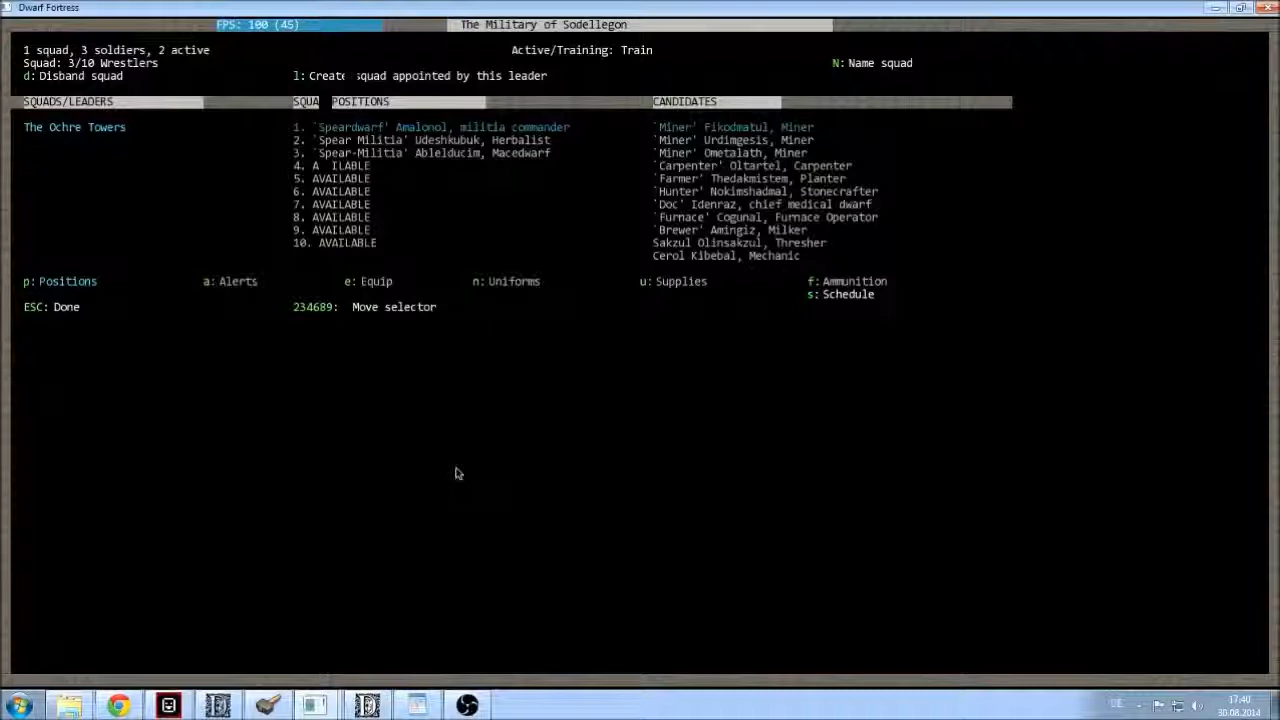 Dwarf Fortress
FPS: 100 (45)
The Military of Sodellegon
1 squad, 3 soldiers, 2 active
Active/Training: Train
Squad: 3/10 Wrestlers
N: Name squad
d: Disband squad
l: Create squad appointed by this leader
SQUADS/LEADERS
SQUA POSITIONS
CANDIDATES
The Ochre Towers
1. `Speardwarf' Amalonol, militia commander
2. `Spear Militia' Udeshkubuk, Herbalist
3. `Spear-Militia' Ablelducim, Macedwarf
4. A ILABLE
5. AVAILABLE
6. AVAILABLE
7. AVAILABLE
8. AVAILABLE
9. AVAILABLE
10. AVAILABLE
`Miner' Fikodmatul, Miner
`Miner' Urdimgesis, Miner
`Miner' Ometalath, Miner
`Carpenter' Oltartel, Carpenter
`Farmer' Thedakmistem, Planter
`Hunter' Nokimshadmal, Stonecrafter
`Doc' Idenraz, chief medical dwarf
`Furnace' Cogunal, Furnace Operator
`Brewer' Amingiz, Milker
Sakzul Olinsakzul, Thresher
Cerol Kibebal, Mechanic
p: Positions
a: Alerts
e: Equip
n: Uniforms
u: Supplies
f: Ammunition
s: Schedule
ESC: Done
234689: Move selector
DE
17:40
30.08.2014